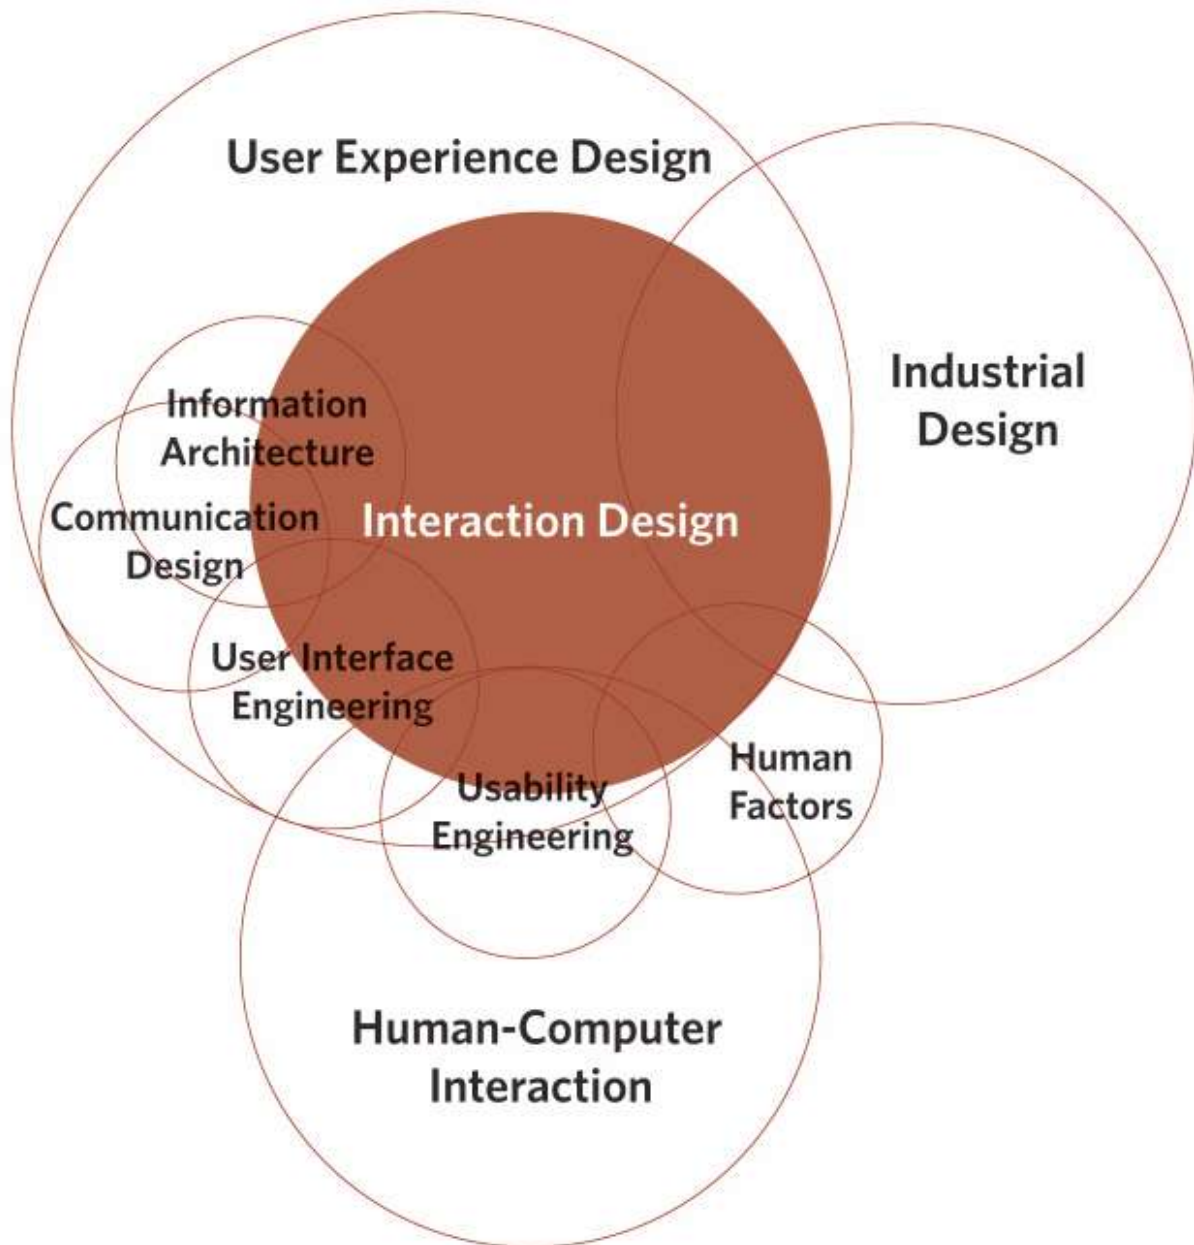 User Experience Design
Industrial
Design
Information
Architecture
Communication
Design
Interaction Design
User Interface
Engineering
Usability
Engineering
Human
Factors
Human-Computer
Interaction